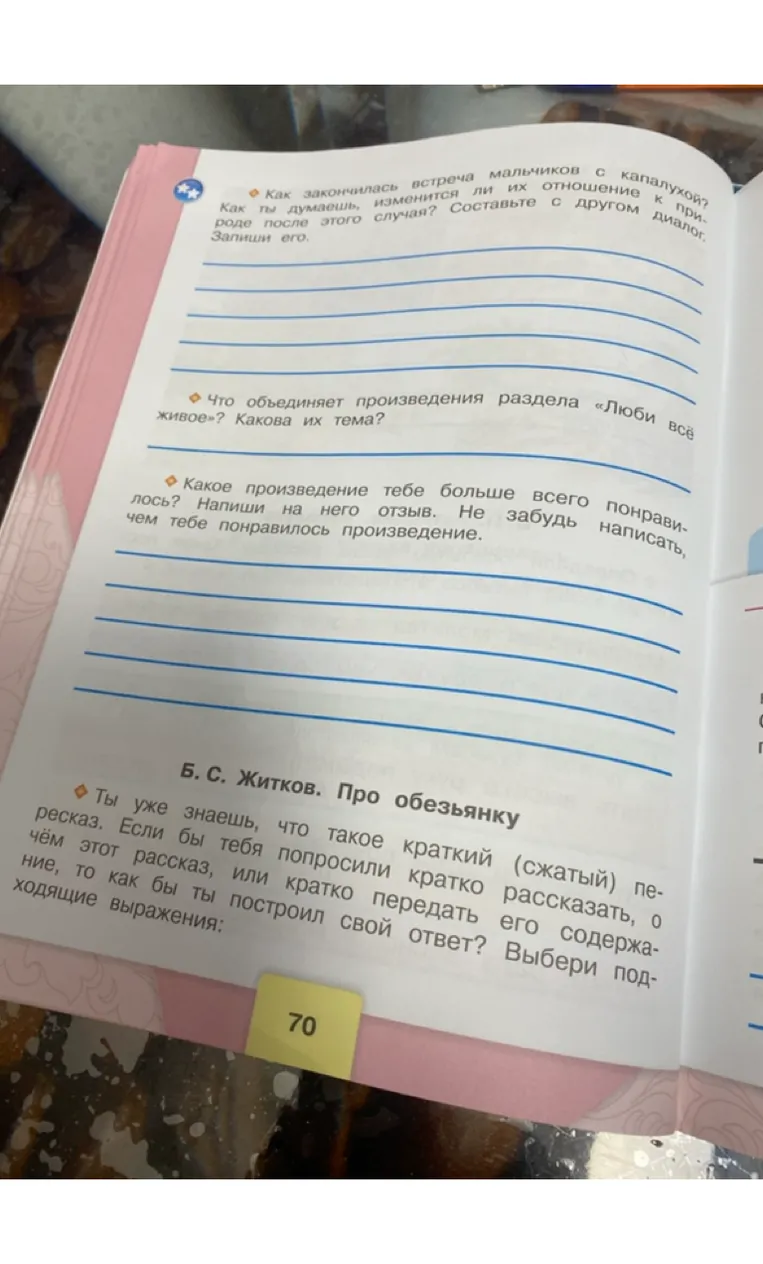 Как закончилась встреча мальчиков с капалухой?
Как ты думаешь, изменится ли их отношение к при-
роде после этого случая? Составьте с другом диалог.
Запиши его.
Что объединяет произведения раздела «Люби всё
живое»? Какова их тема?
Какое произведение тебе больше всего понрави-
лось? Напиши на него отзыв. Не забудь написать,
чем тебе понравилось произведение.
Б. С. Житков. Про обезьянку
Ты уже знаешь, что такое краткий (сжатый) пе-
ресказ. Если бы тебя попросили кратко рассказать, о
чём этот рассказ, или кратко передать его содержа-
ние, то как бы ты построил свой ответ? Выбери под-
ходящие выражения:
70